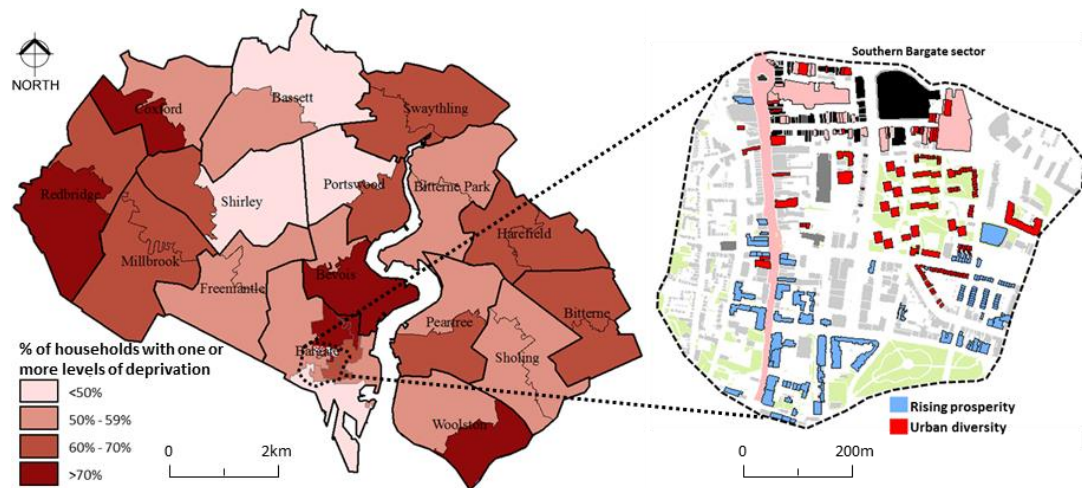 NORTH
Coxford
Bassett
Swaythling
Redbridge
Shirley
Portswood
Bitterne Park
Millbrook
Harefield
Freemantle
Bevois
Bargate
Peartree
Bitterne
Sholing
Woolston
% of households with one or
more levels of deprivation
<50%
50% - 59%
60% - 70%
>70%
0 2km
Southern Bargate sector
Rising prosperity
Urban diversity
0 200m